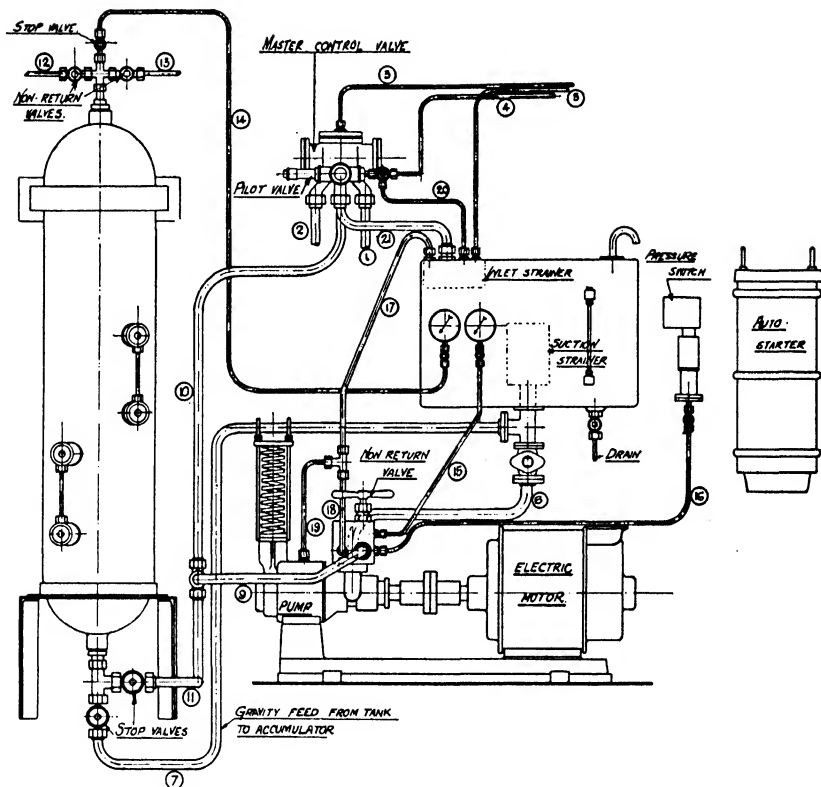 STOP VALVE
12
13
NON-RETURN
VALVES.
MASTER CONTROL VALVE
3
4
5
14
PILOT VALVE
20
2
1
21
INLET STRAINER
PRESSURE
SWITCH
AUTO-
STARTER
17
SUCTION
STRAINER
10
DRAIN
NON RETURN
VALVE
15
6
16
18
19
ELECTRIC
MOTOR.
9
PUMP
11
GRAVITY FEED FROM TANK
TO ACCUMULATOR
STOP VALVES
7